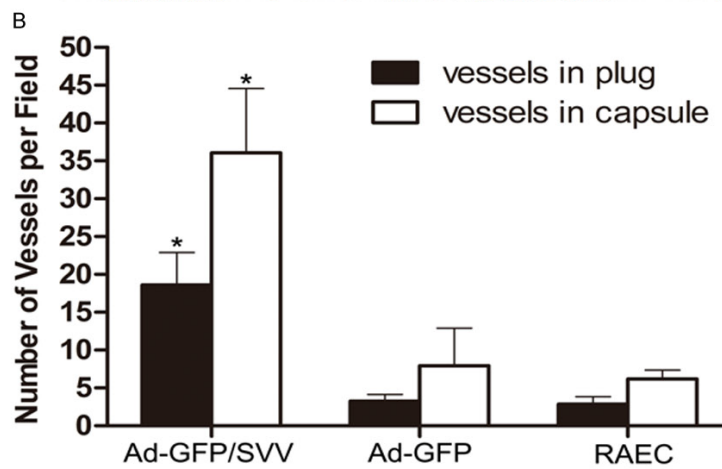 B
Number of Vessels per Field
50
45
40
35
30
25
20
15
10
5
0
vessels in plug
vessels in capsule
*
*
Ad-GFP/SVV
Ad-GFP
RAEC